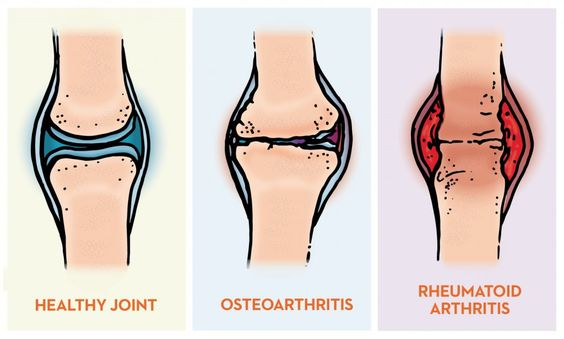 HEALTHY JOINT
OSTEOARTHRITIS
RHEUMATOID
ARTHRITIS